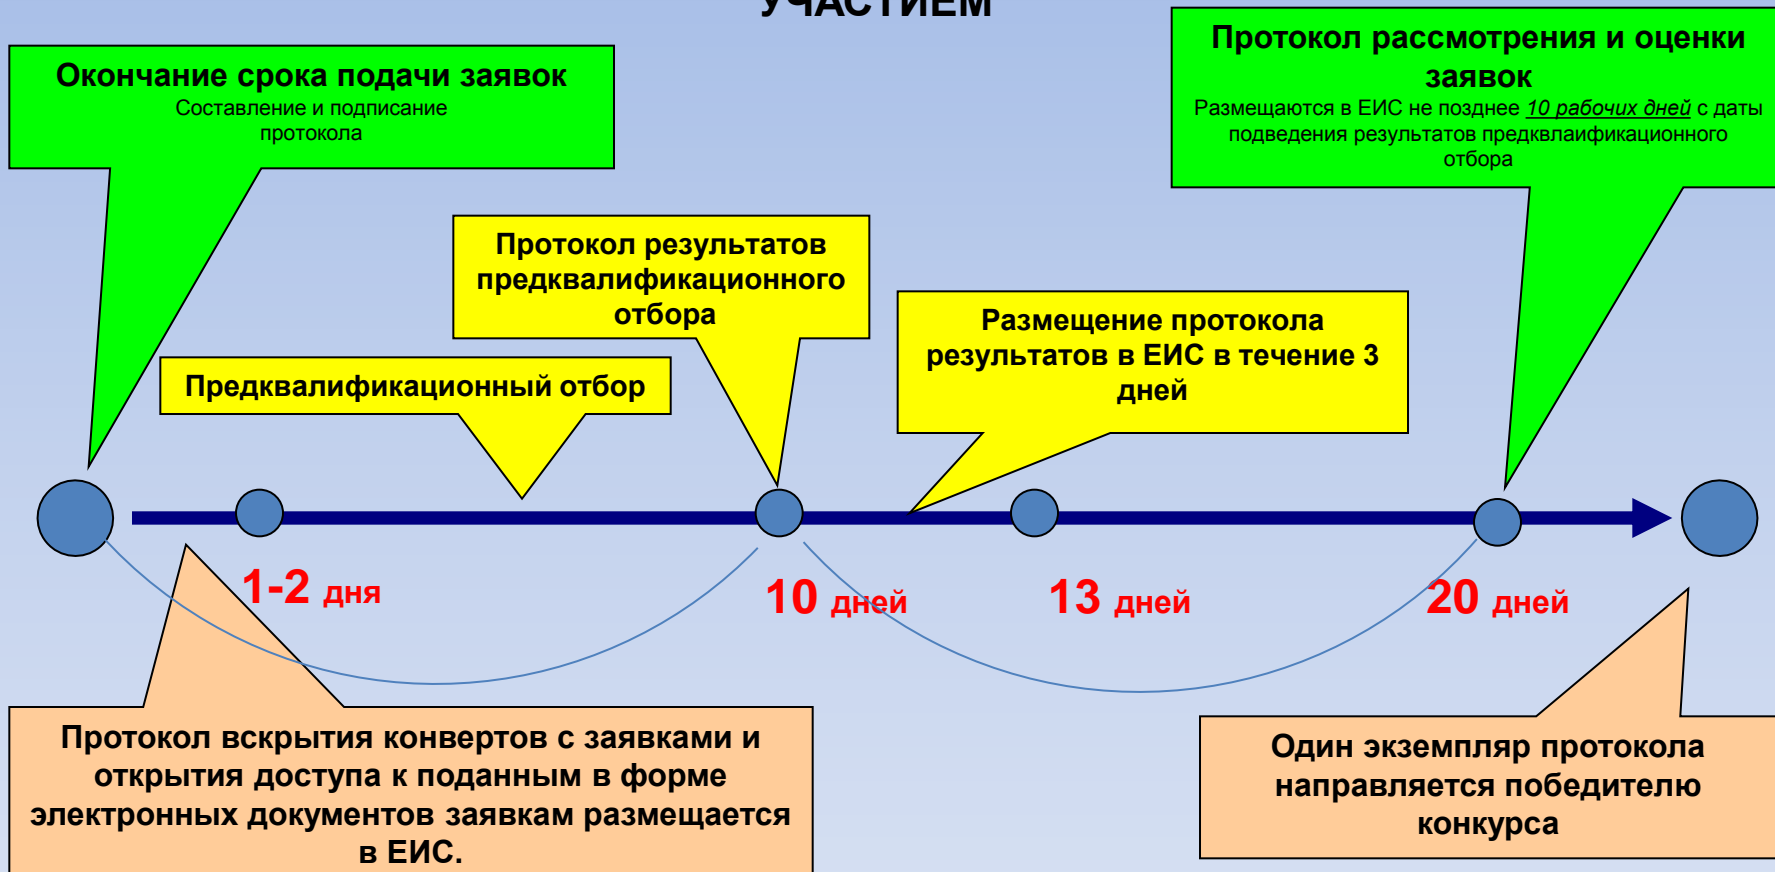 УЧАСТИЕМ
Окончание срока подачи заявок
Составление и подписание
протокола
Протокол рассмотрения и оценки
заявок
Размещаются в ЕИС не позднее 10 рабочих дней с даты
подведения результатов предквлаификационного
отбора
Протокол результатов
предквалификационного
отбора
Размещение протокола
результатов в ЕИС в течение 3
дней
Предквалификационный отбор
1-2 дня
10 дней
13 дней
20 дней
Протокол вскрытия конвертов с заявками и
открытия доступа к поданным в форме
электронных документов заявкам размещается
в ЕИС.
Один экземпляр протокола
направляется победителю
конкурса